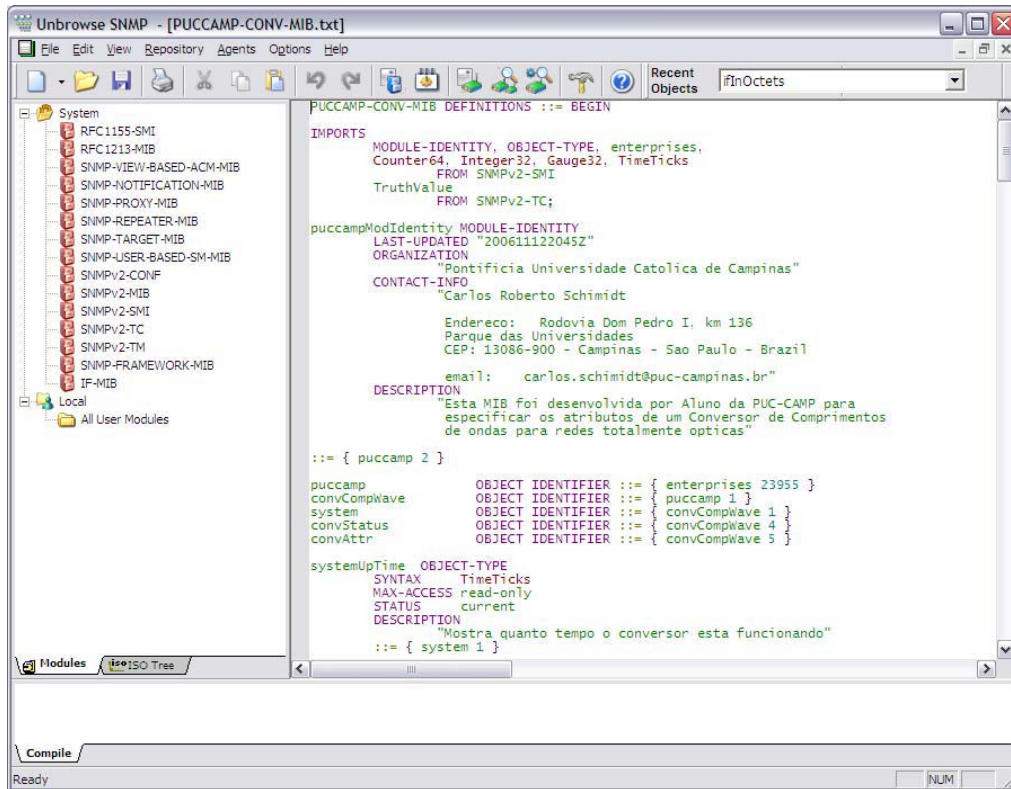 Unbrowse SNMP - [PUCCAMP-CONV-MIB.txt]
File Edit View Repository Agents Options Help
Recent Objects ifInOctets
System
RFC1155-SMI
RFC1213-MIB
SNMP-VIEW-BASED-ACM-MIB
SNMP-NOTIFICATION-MIB
SNMP-PROXY-MIB
SNMP-REPEATER-MIB
SNMP-TARGET-MIB
SNMP-USER-BASED-SM-MIB
SNMPv2-CONF
SNMPv2-MIB
SNMPv2-SMI
SNMPv2-TC
SNMPv2-TM
SNMP-FRAMEWORK-MIB
IF-MIB
Local
All User Modules
Modules
iso ISO Tree
PUCCAMP-CONV-MIB DEFINITIONS ::= BEGIN
IMPORTS
MODULE-IDENTITY, OBJECT-TYPE, enterprises,
Counter64, Integer32, Gauge32, TimeTicks
FROM SNMPv2-SMI
TruthValue
FROM SNMPv2-TC;
puccampModIdentity MODULE-IDENTITY
LAST-UPDATED "200611122045Z"
ORGANIZATION
"Pontificia Universidade Catolica de Campinas"
CONTACT-INFO
"Carlos Roberto Schimidt
Endereco: Rodovia Dom Pedro I, km 136
Parque das Universidades
CEP: 13086-900 - Campinas - Sao Paulo - Brazil
email: carlos.schimidt@puc-campinas.br"
DESCRIPTION
"Esta MIB foi desenvolvida por Aluno da PUC-CAMP para
especificar os atributos de um Conversor de Comprimentos
de ondas para redes totalmente opticas"
::= { puccamp 2 }
puccamp OBJECT IDENTIFIER ::= { enterprises 23955 }
convCompWave OBJECT IDENTIFIER ::= { puccamp 1 }
system OBJECT IDENTIFIER ::= { convCompWave 1 }
convStatus OBJECT IDENTIFIER ::= { convCompWave 4 }
convAttr OBJECT IDENTIFIER ::= { convCompWave 5 }
systemUpTime OBJECT-TYPE
SYNTAX TimeTicks
MAX-ACCESS read-only
STATUS current
DESCRIPTION
"Mostra quanto tempo o conversor esta funcionando"
::= { system 1 }
Compile
Ready
NUM